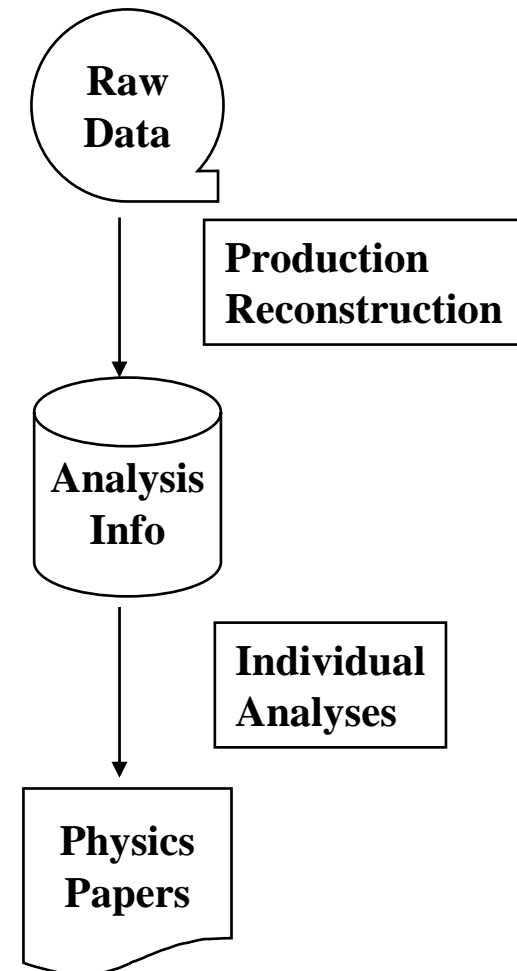 Raw
Data
Production
Reconstruction
Analysis
Info
Individual
Analyses
Physics
Papers